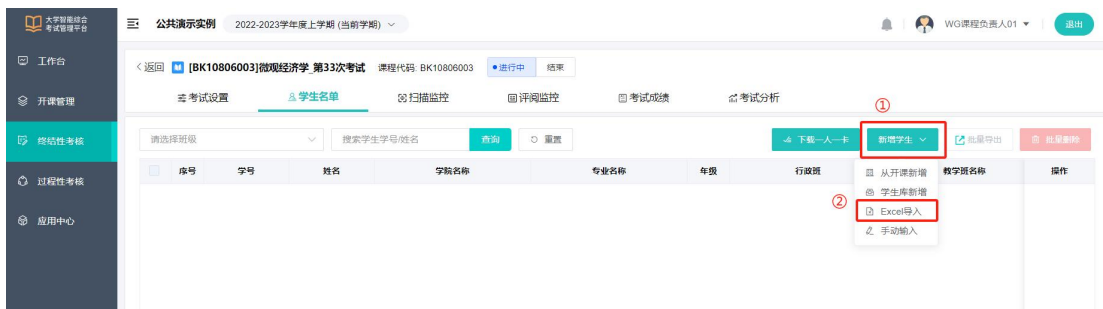 大学智能综合
考试管理平台
公共演示实例 2022-2023学年度上学期 (当前学期)
WG课程负责人01
退出
工作台
开课管理
终结性考核
过程性考核
应用中心
返回 [BK10806003]微观经济学_第33次考试 课程代码: BK10806003 进行中 结束
考试设置 学生名单 扫描监控 评阅监控 考试成绩 考试分析
①
请选择班级 搜索学生学号/姓名 查询 重置 下载一人一卡 新增学生 批量导出 批量删除
序号 学号 姓名 学院名称 专业名称 年级 行政班 教学班名称 操作
从开课新增
学生库新增
②
Excel导入
手动输入